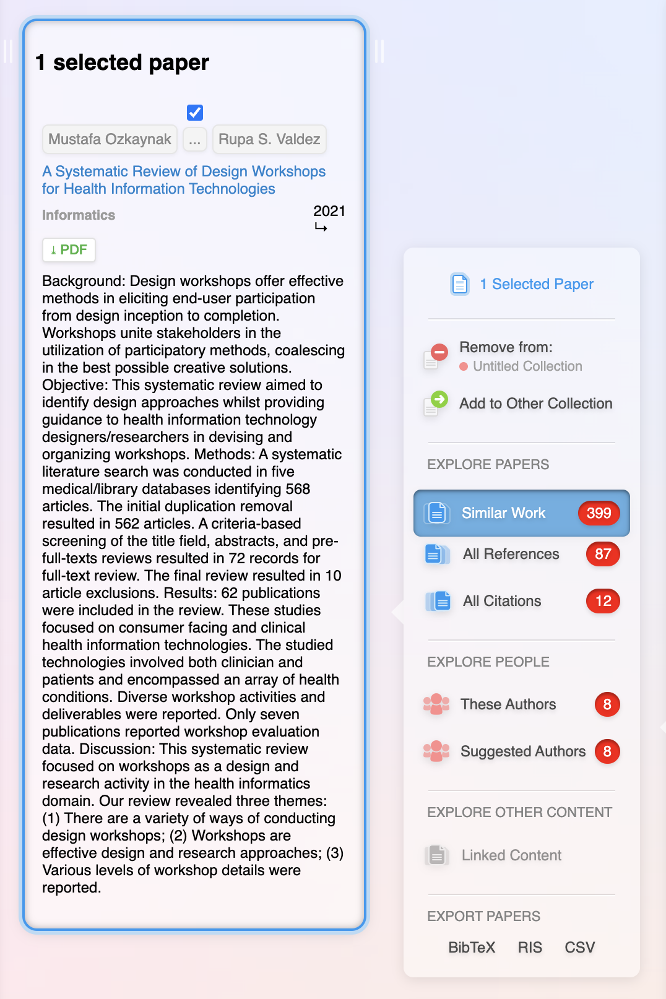 1 selected paper
Mustafa Ozkaynak ... Rupa S. Valdez
A Systematic Review of Design Workshops
for Health Information Technologies
Informatics
2021
PDF
Background: Design workshops offer effective
methods in eliciting end-user participation
from design inception to completion.
Workshops unite stakeholders in the
utilization of participatory methods, coalescing
in the best possible creative solutions.
Objective: This systematic review aimed to
identify design approaches whilst providing
guidance to health information technology
designers/researchers in devising and
organizing workshops. Methods: A systematic
literature search was conducted in five
medical/library databases identifying 568
articles. The initial duplication removal
resulted in 562 articles. A criteria-based
screening of the title field, abstracts, and pre-
full-texts reviews resulted in 72 records for
full-text review. The final review resulted in 10
article exclusions. Results: 62 publications
were included in the review. These studies
focused on consumer facing and clinical
health information technologies. The studied
technologies involved both clinician and
patients and encompassed an array of health
conditions. Diverse workshop activities and
deliverables were reported. Only seven
publications reported workshop evaluation
data. Discussion: This systematic review
focused on workshops as a design and
research activity in the health informatics
domain. Our review revealed three themes:
(1) There are a variety of ways of conducting
design workshops; (2) Workshops are
effective design and research approaches; (3)
Various levels of workshop details were
reported.
1 Selected Paper
Remove from:
Untitled Collection
Add to Other Collection
EXPLORE PAPERS
Similar Work 399
All References 87
All Citations 12
EXPLORE PEOPLE
These Authors 8
Suggested Authors 8
EXPLORE OTHER CONTENT
Linked Content
EXPORT PAPERS
BibTeX RIS CSV